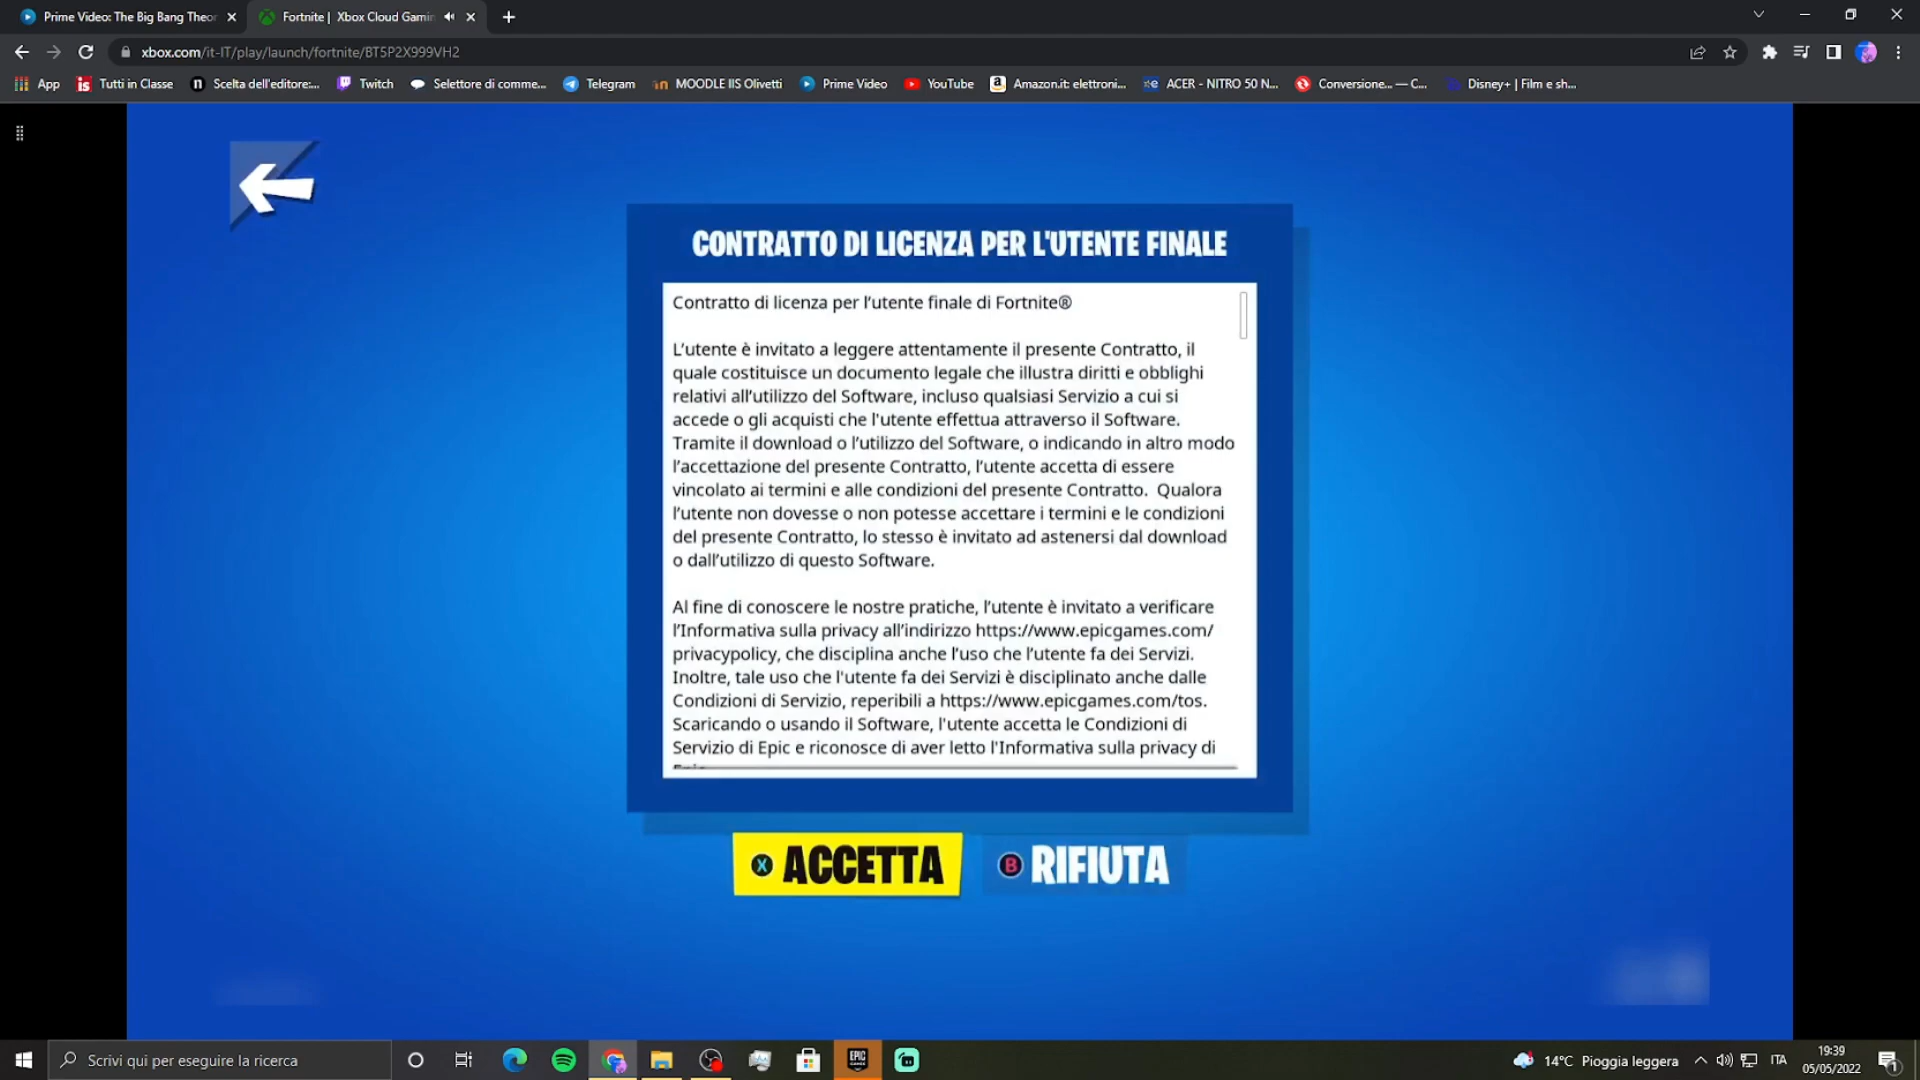 Prime Video: The Big Bang Theor
Fortnite | Xbox Cloud Gamin
xbox.com/it-IT/play/launch/fortnite/BT5P2X999VH2
App
Tutti in Classe
Scelta dell'editore:...
Twitch
Selettore di comme...
Telegram
MOODLE IIS Olivetti
Prime Video
YouTube
Amazon.it: elettroni...
ACER - NITRO 50 N...
Conversione... — C...
Disney+ | Film e sh...
CONTRATTO DI LICENZA PER L'UTENTE FINALE
Contratto di licenza per l’utente finale di Fortnite®
L’utente è invitato a leggere attentamente il presente Contratto, il
quale costituisce un documento legale che illustra diritti e obblighi
relativi all’utilizzo del Software, incluso qualsiasi Servizio a cui si
accede o gli acquisti che l'utente effettua attraverso il Software.
Tramite il download o l’utilizzo del Software, o indicando in altro modo
l’accettazione del presente Contratto, l’utente accetta di essere
vincolato ai termini e alle condizioni del presente Contratto.  Qualora
l’utente non dovesse o non potesse accettare i termini e le condizioni
del presente Contratto, lo stesso è invitato ad astenersi dal download
o dall’utilizzo di questo Software.
Al fine di conoscere le nostre pratiche, l’utente è invitato a verificare
l’Informativa sulla privacy all’indirizzo https://www.epicgames.com/
privacypolicy, che disciplina anche l’uso che l’utente fa dei Servizi.
Inoltre, tale uso che l'utente fa dei Servizi è disciplinato anche dalle
Condizioni di Servizio, reperibili a https://www.epicgames.com/tos.
Scaricando o usando il Software, l'utente accetta le Condizioni di
Servizio di Epic e riconosce di aver letto l'Informativa sulla privacy di
X ACCETTA
B RIFIUTA
Scrivi qui per eseguire la ricerca
EPIC GAMES
14°C Pioggia leggera
ITA
19:39
05/05/2022
1